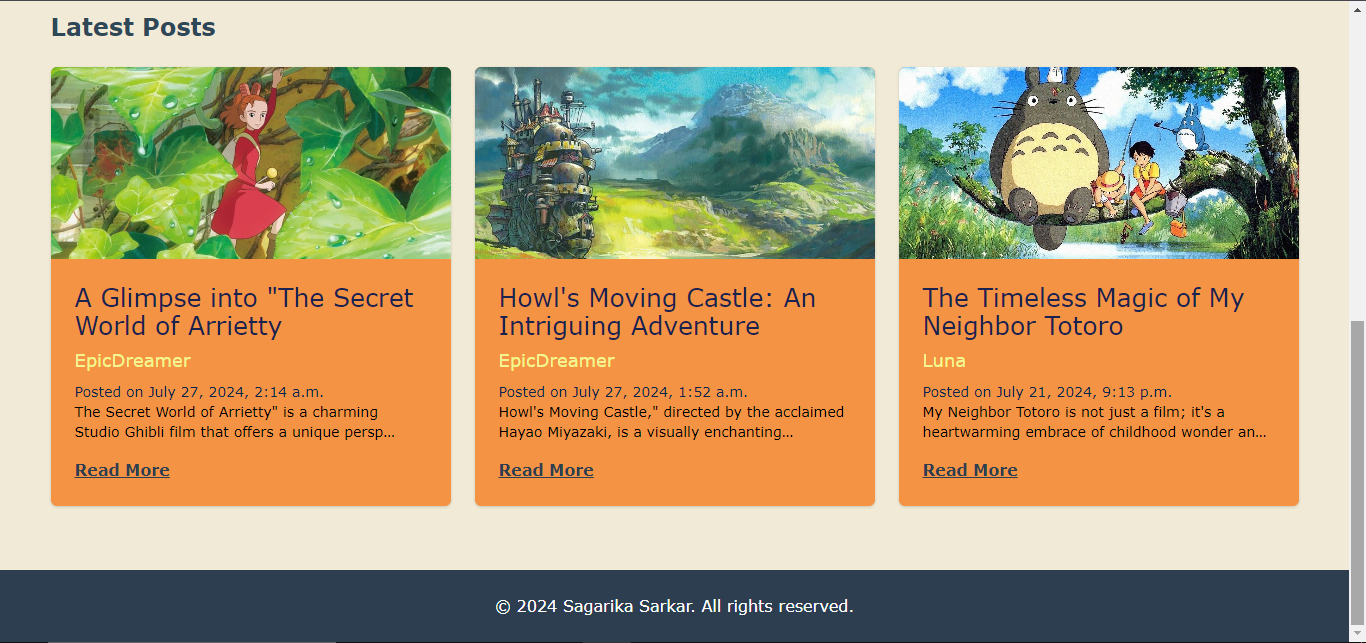 Latest Posts
A Glimpse into "The Secret
World of Arrietty
EpicDreamer
Posted on July 27, 2024, 2:14 a.m.
The Secret World of Arrietty" is a charming
Studio Ghibli film that offers a unique persp...
Read More
Howl's Moving Castle: An
Intriguing Adventure
EpicDreamer
Posted on July 27, 2024, 1:52 a.m.
Howl's Moving Castle," directed by the acclaimed
Hayao Miyazaki, is a visually enchanting...
Read More
The Timeless Magic of My
Neighbor Totoro
Luna
Posted on July 21, 2024, 9:13 p.m.
My Neighbor Totoro is not just a film; it's a
heartwarming embrace of childhood wonder an...
Read More
© 2024 Sagarika Sarkar. All rights reserved.